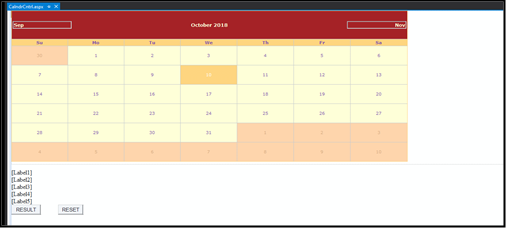 CalndrCntrl.aspx
Sep October 2018 Nov
Su Mo Tu We Th Fr Sa
30 1 2 3 4 5 6
7 8 9 10 11 12 13
14 15 16 17 18 19 20
21 22 23 24 25 26 27
28 29 30 31 1 2 3
4 5 6 7 8 9 10
[Label1]
[Label2]
[Label3]
[Label4]
[Label5]
RESULT RESET